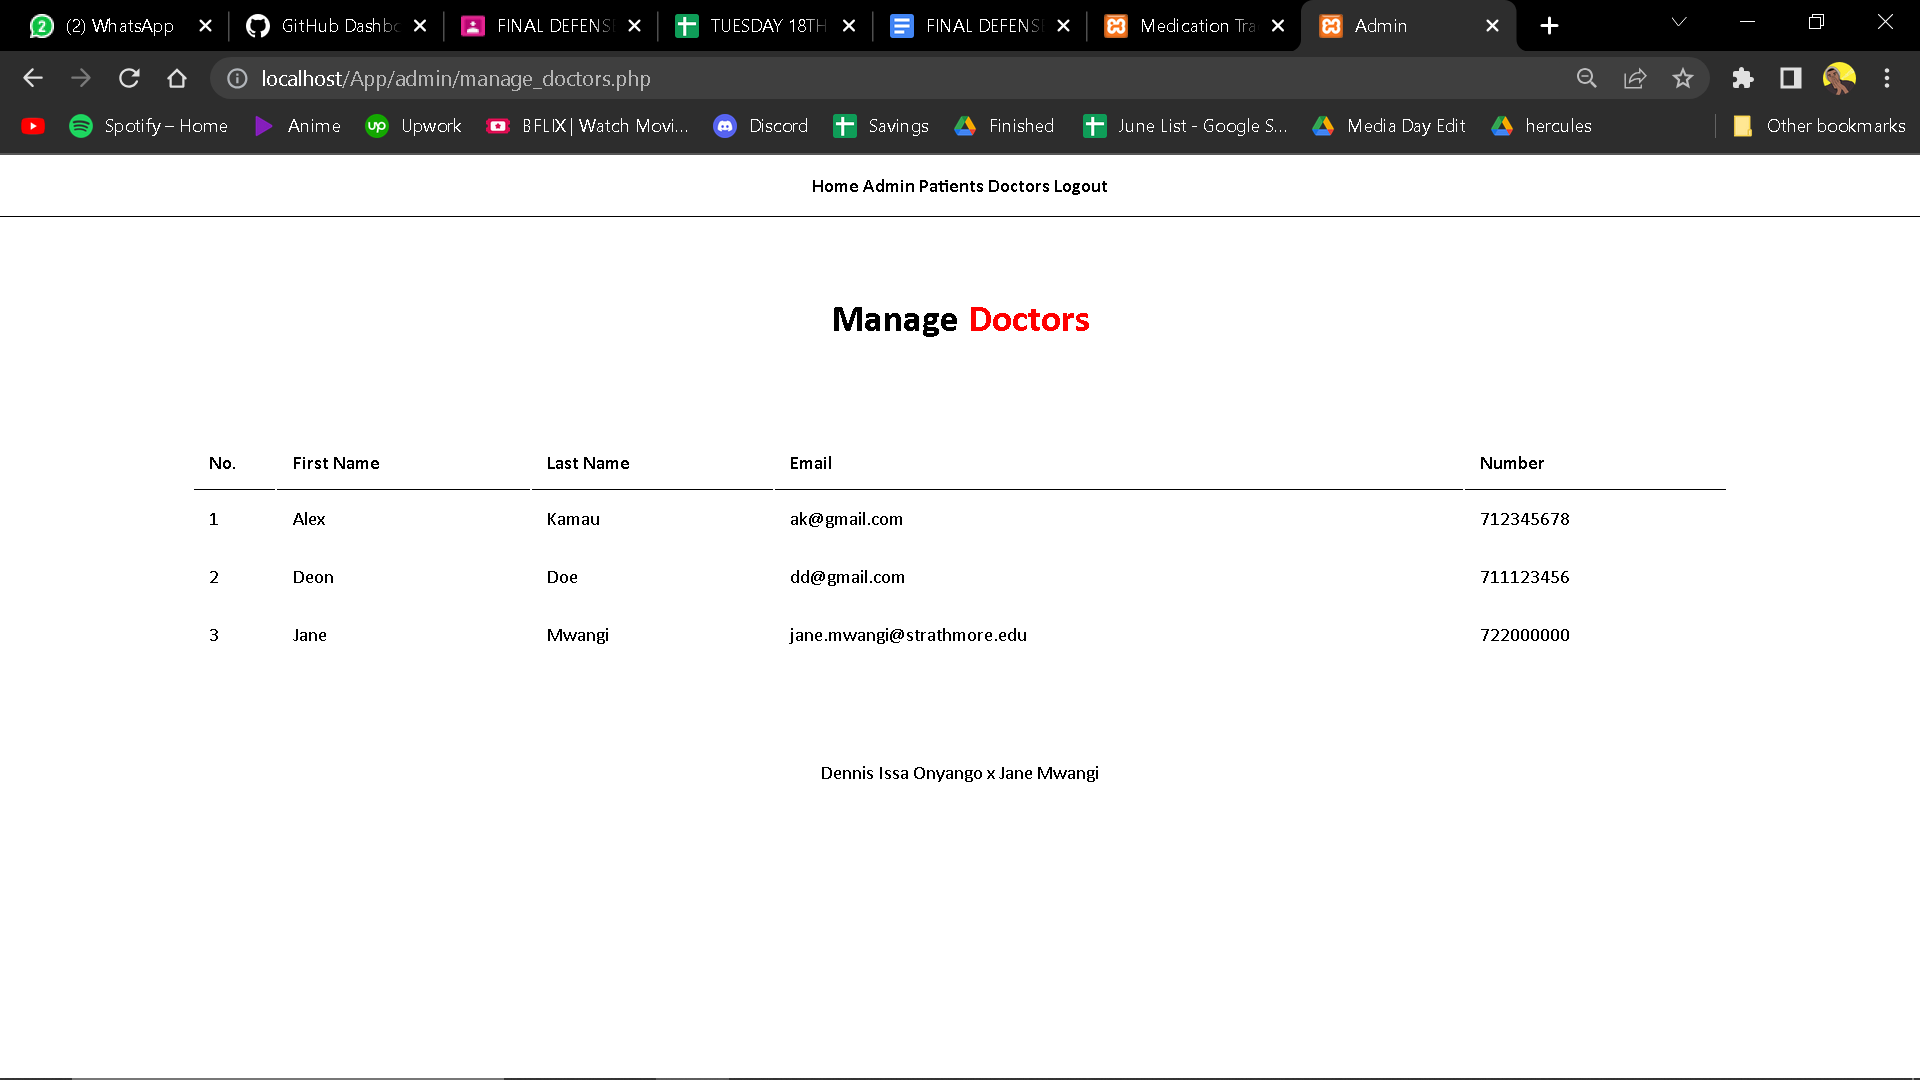 (2) WhatsApp GitHub Dashbo FINAL DEFENSE TUESDAY 18TH FINAL DEFENSE Medication Tra Admin
localhost/App/admin/manage_doctors.php
Spotify – Home Anime Upwork BFLIX | Watch Movi... Discord Savings Finished June List - Google S... Media Day Edit hercules Other bookmarks
Home Admin Patients Doctors Logout
Manage Doctors
No. First Name Last Name Email Number
1 Alex Kamau ak@gmail.com 712345678
2 Deon Doe dd@gmail.com 711123456
3 Jane Mwangi jane.mwangi@strathmore.edu 722000000
Dennis Issa Onyango x Jane Mwangi